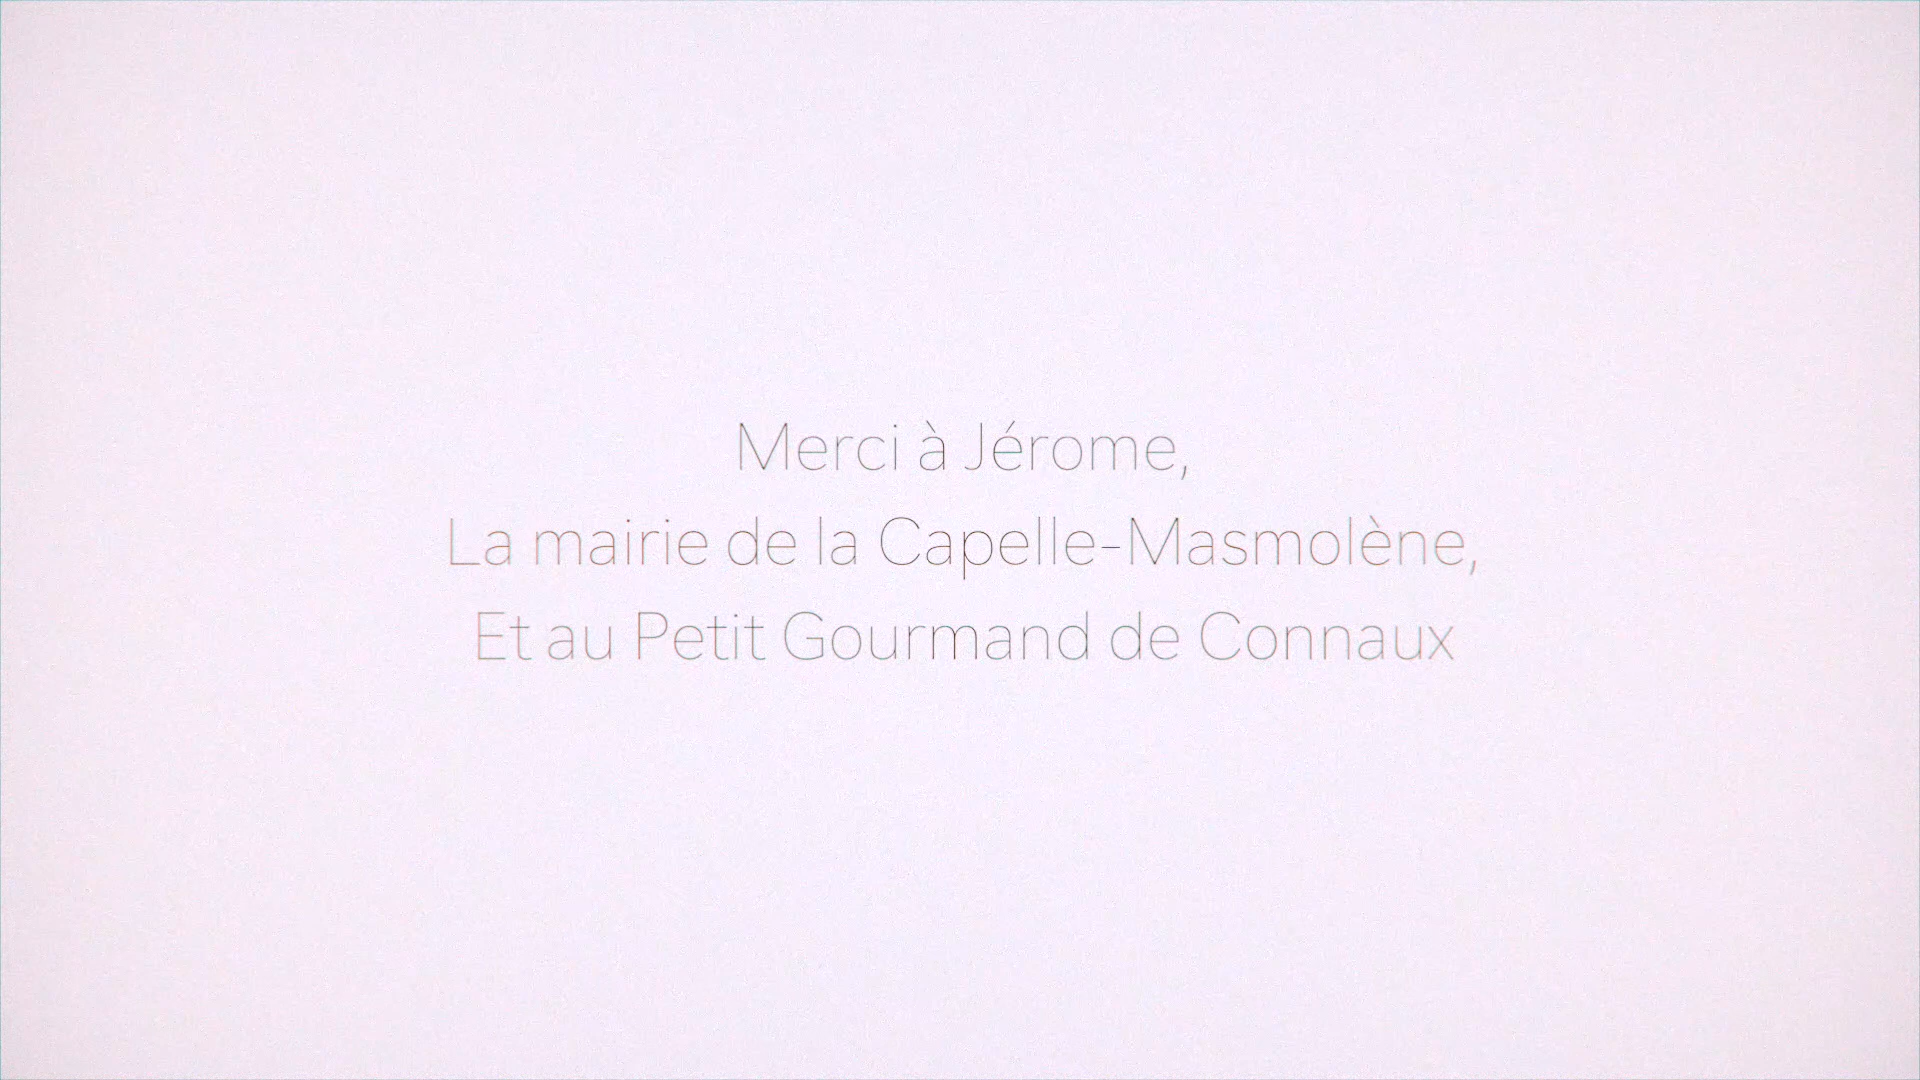 Merci à Jérome,
La mairie de la Capelle-Masmolène,
Et au Petit Gourmand de Connaux